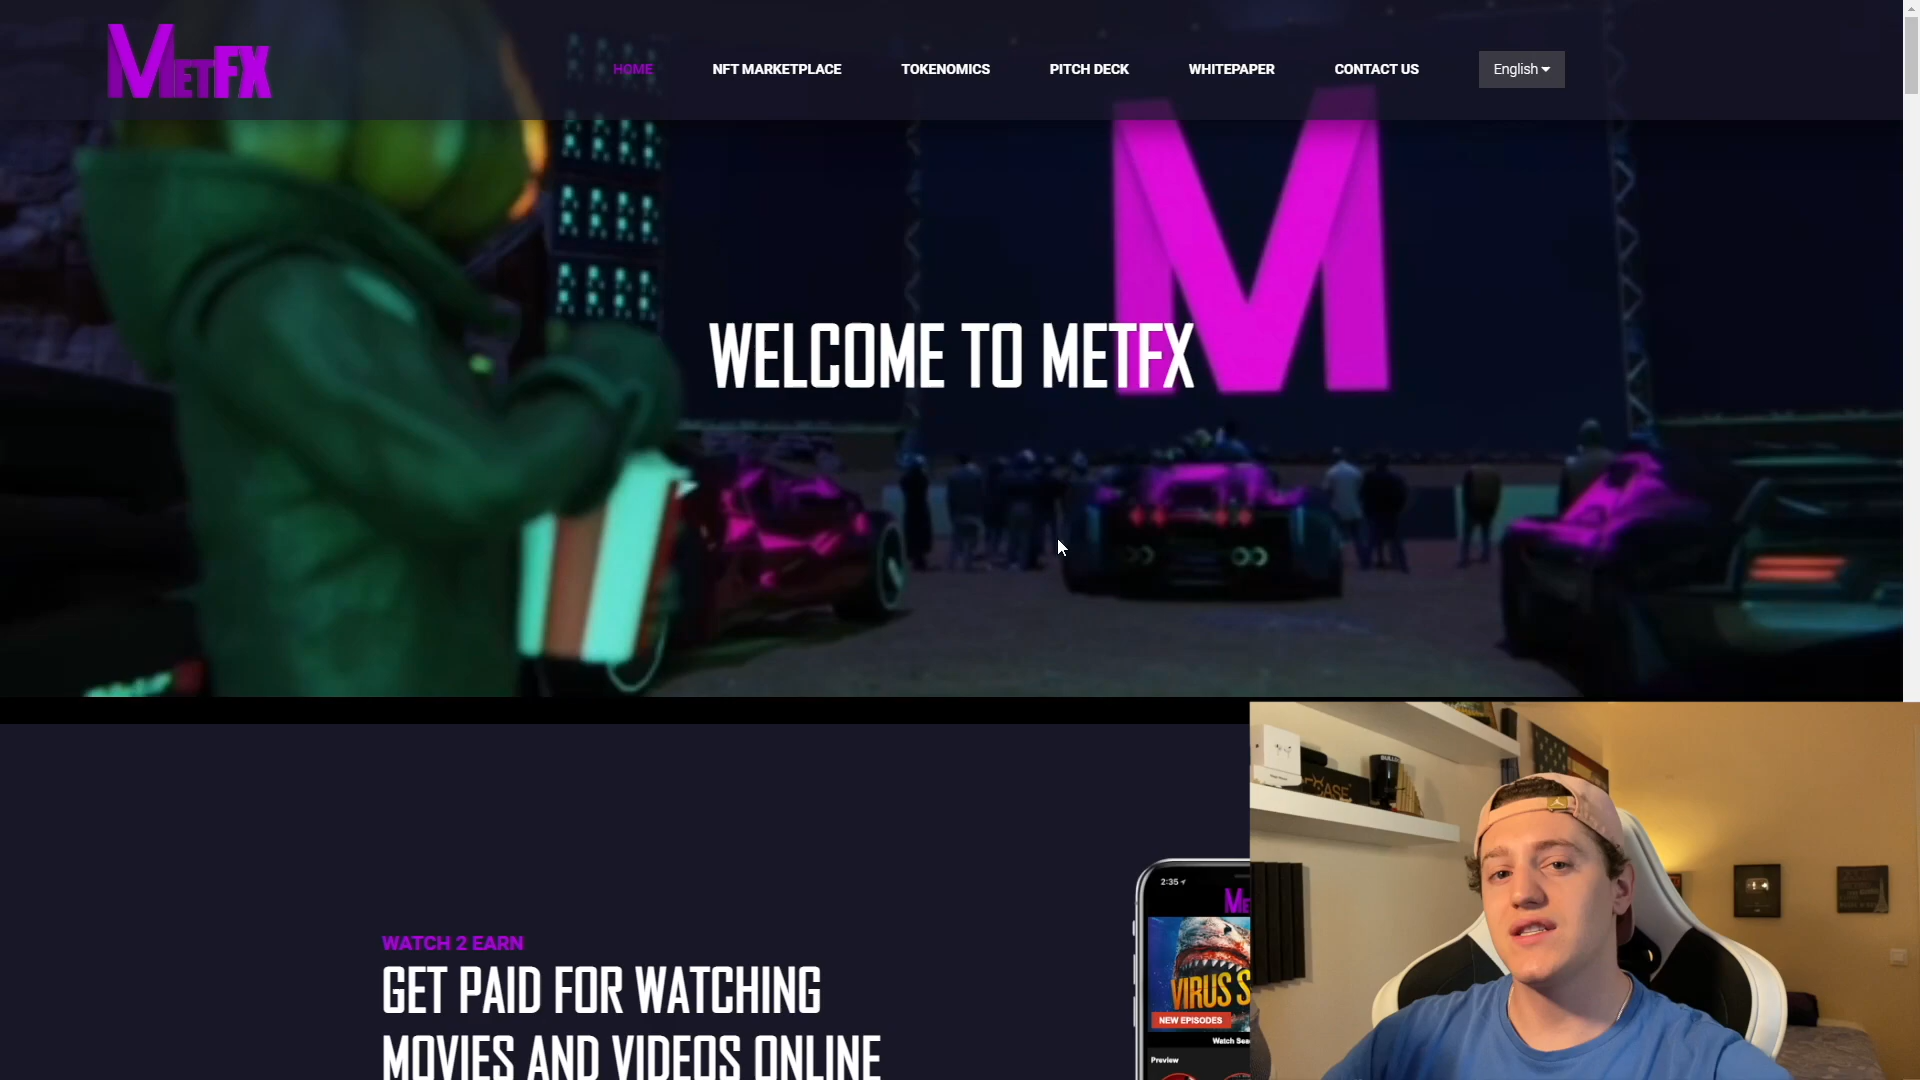 METFX
HOME
NFT MARKETPLACE
TOKENOMICS
PITCH DECK
WHITEPAPER
CONTACT US
English
M
WELCOME TO METFX
WATCH 2 EARN
GET PAID FOR WATCHING
MOVIES AND VIDEOS ONLINE
2:35
VIRUS S
NEW EPISODES
Preview